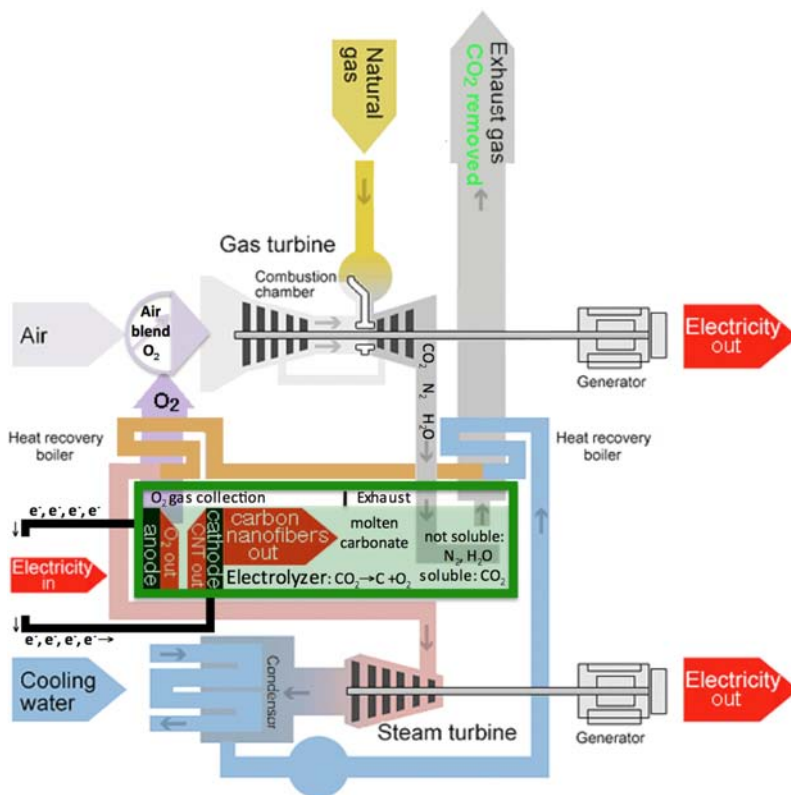 Natural
gas
Exhaust gas
CO₂ removed
Gas turbine
Combustion
chamber
Air
Air
blend
O₂
Electricity
out
Generator
CO₂ N₂ H₂O
O₂
Heat recovery
boiler
Heat recovery
boiler
O₂ gas collection
Exhaust
e⁻, e⁻, e⁻, e⁻
↓
anode
O₂ out
CNT out
cathode
carbon
nanofibers
out
molten
carbonate
not soluble:
N₂, H₂O
soluble: CO₂
Electrolyzer: CO₂→C +O₂
Electricity
in
↓
e⁻, e⁻, e⁻, e⁻→
Cooling
water
Condensor
Steam turbine
Generator
Electricity
out